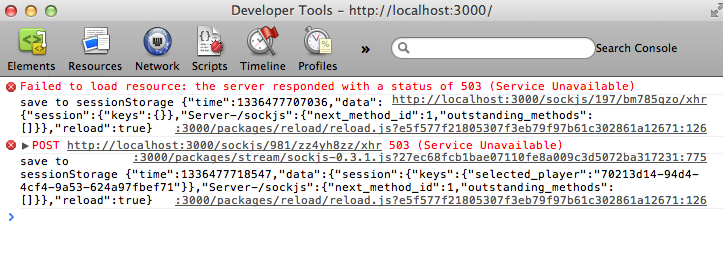 Developer Tools - http://localhost:3000/
Elements Resources Network Scripts Timeline Profiles » Search Console
Failed to load resource: the server responded with a status of 503 (Service Unavailable)
save to sessionStorage {"time":1336477707036,"data": http://localhost:3000/sockjs/197/bm785qzo/xhr
{"session":{"keys":{}},"Server-/sockjs":{"next_method_id":1,"outstanding_methods":
[]}},"reload":true} :3000/packages/reload/reload.js?e5f577f21805307f3eb79f97b61c302861a12671:126
▶POST http://localhost:3000/sockjs/981/zz4yh8zz/xhr 503 (Service Unavailable)
save to :3000/packages/stream/sockjs-0.3.1.js?27ec68fcb1bae07110fe8a009c3d5072ba317231:775
sessionStorage {"time":1336477718547,"data":{"session":{"keys":{"selected_player":"70213d14-94d4-
4cf4-9a53-624a97fbef71"}},"Server-/sockjs":{"next_method_id":1,"outstanding_methods":
[]}},"reload":true} :3000/packages/reload/reload.js?e5f577f21805307f3eb79f97b61c302861a12671:126
>